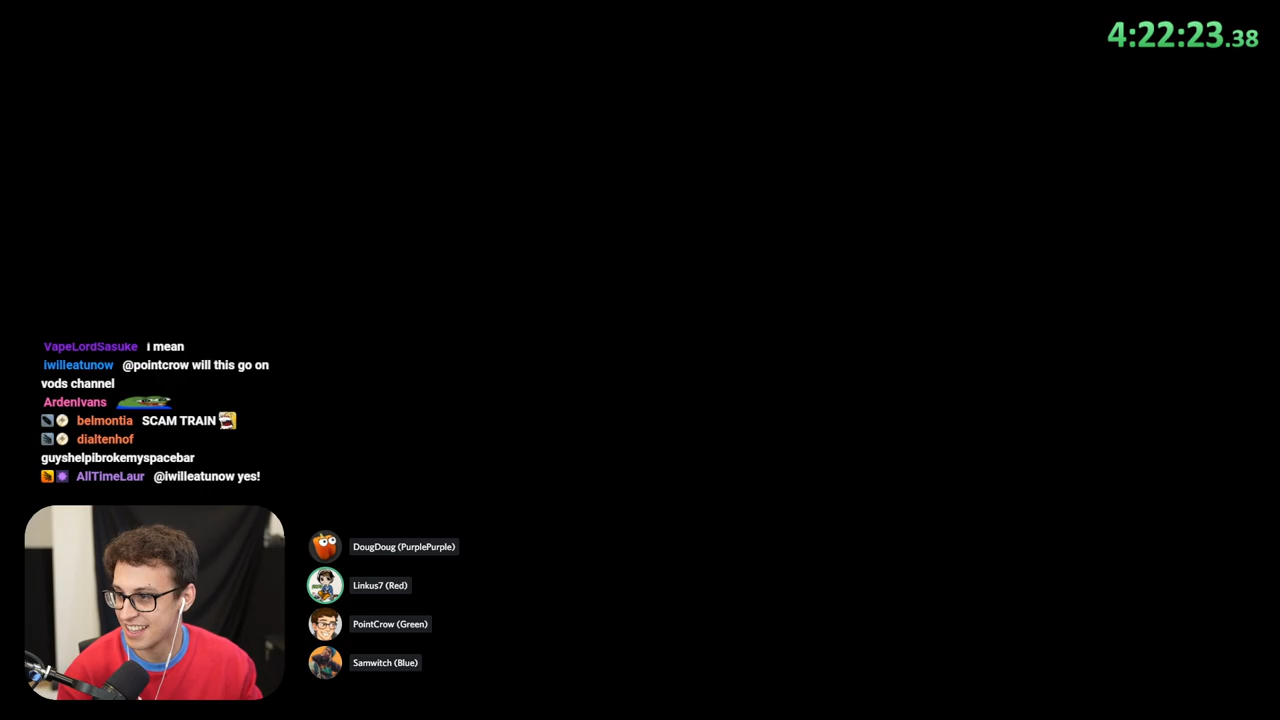 4:22:23.38
VapeLordSasuke i mean
iwilleatunow @pointcrow will this go on
vods channel
ArdenIvans
belmontia SCAM TRAIN
dialtenhof
guyshelpibrokemyspacebar
AllTimeLaur @iwilleatunow yes!
DougDoug (PurplePurple)
Linkus7 (Red)
PointCrow (Green)
Samwitch (Blue)